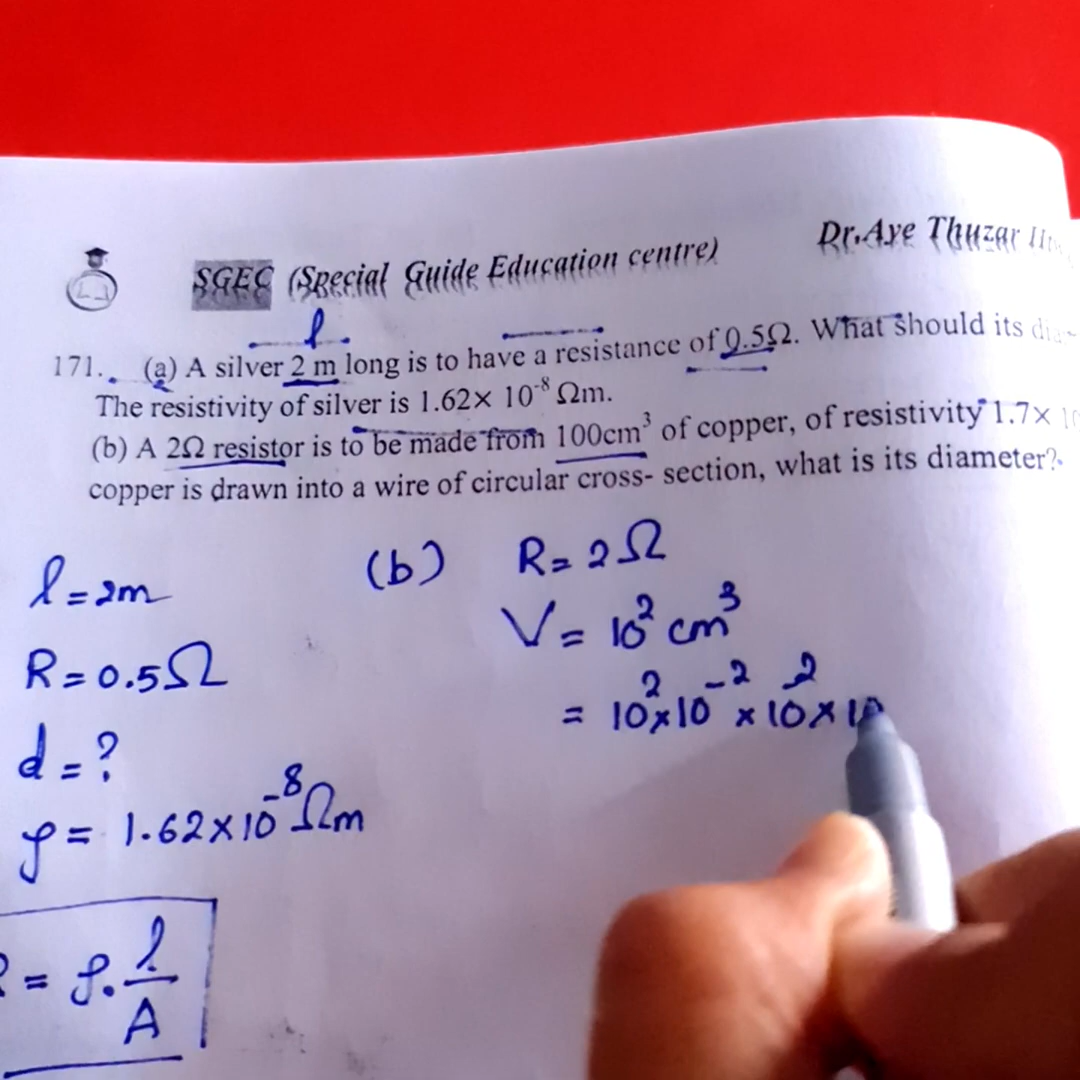 SGEC (Special Guide Education centre)
Dr.Aye Thuzar
l
171. (a) A silver 2 m long is to have a resistance of 0.5Ω. What should its
The resistivity of silver is 1.62× 10⁻⁸ Ωm.
(b) A 2Ω resistor is to be made from 100cm³ of copper, of resistivity 1.7×
copper is drawn into a wire of circular cross- section, what is its diameter?
l = 2m
R = 0.5Ω
d = ?
ρ = 1.62×10⁻⁸Ωm
= ρ. l/A
(b) R = 2Ω
V = 10² cm³
= 10²×10⁻² × 10² × 10